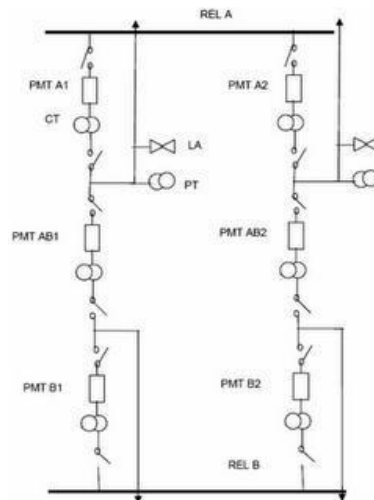 REL A
PMT A1
PMT A2
CT
LA
PT
PMT AB1
PMT AB2
PMT B1
PMT B2
REL B